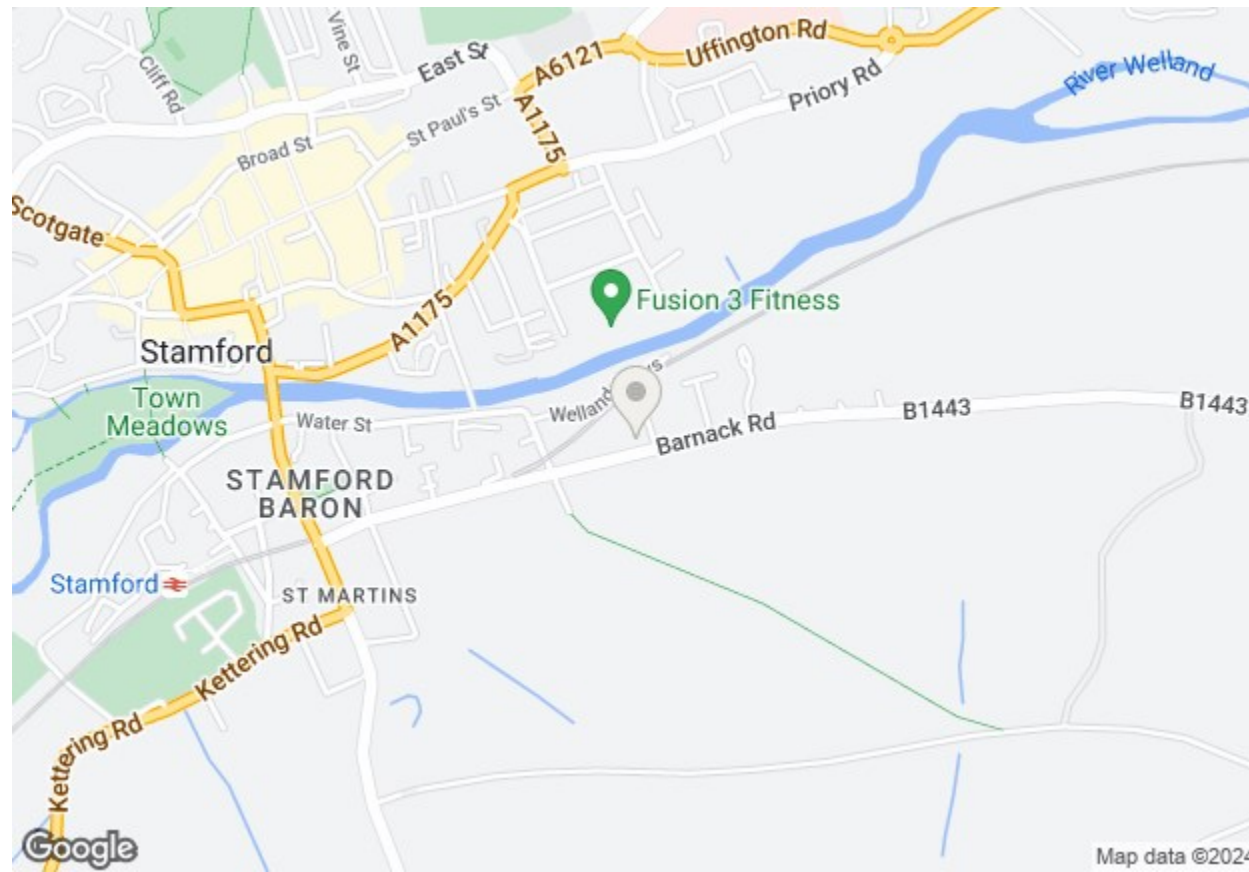 Vine St
Cliff Rd
East St
A6121
Uffington Rd
River Welland
Priory Rd
St Paul's St
A1175
Broad St
Scotgate
Fusion 3 Fitness
A1175
Stamford
Town
Meadows
Water St
B1443
B1443
Barnack Rd
STAMFORD
BARON
Stamford
ST MARTINS
Kettering Rd
Kettering Rd
Google
Map data ©2024